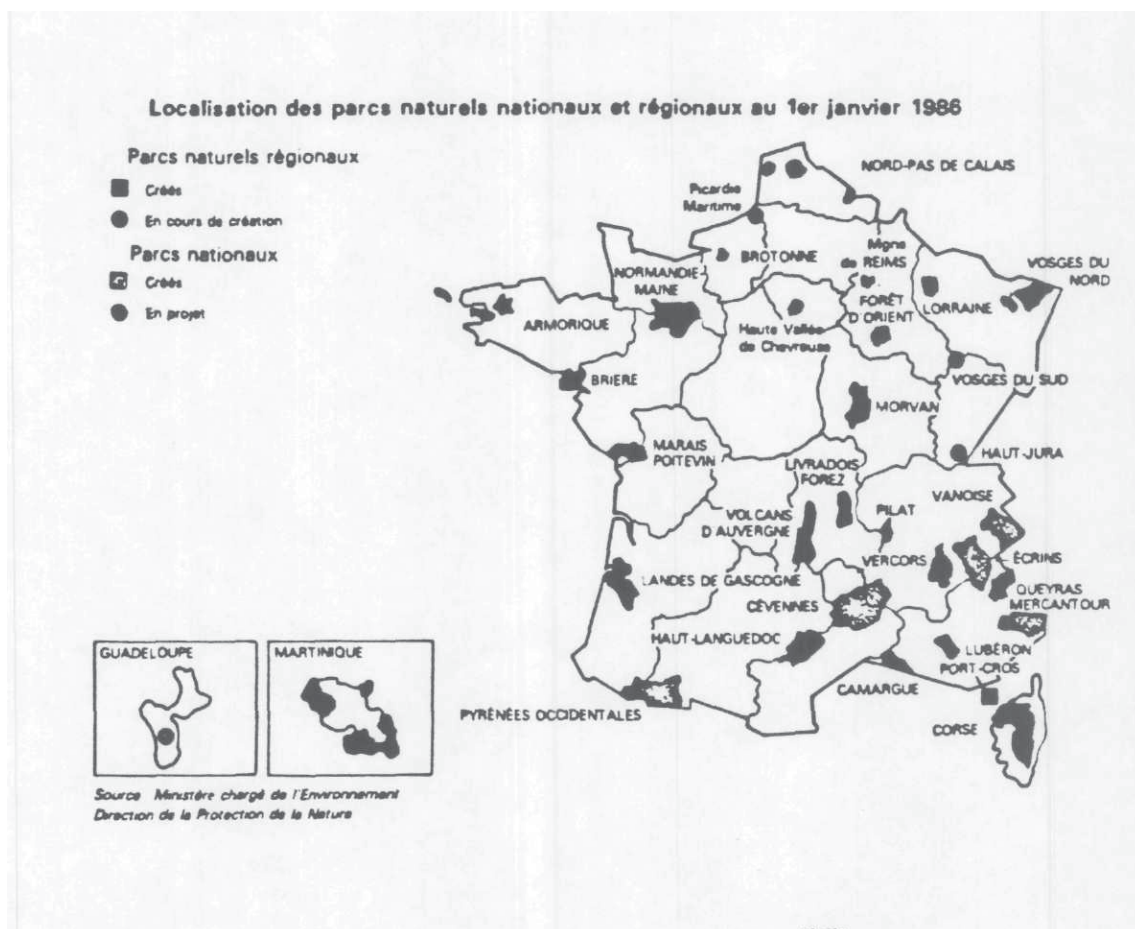 Localisation des parcs naturels nationaux et régionaux au 1er janvier 1986
Parcs naturels régionaux
Créés
En cours de création
Parcs nationaux
Créés
En projet
NORD-PAS DE CALAIS
Picardie
Maritime
BROTONNE
Mgne
de REIMS
VOSGES DU
NORD
NORMANDIE
MAINE
FORÊT
D'ORIENT
LORRAINE
ARMORIQUE
Haute Vallée
de Chevreuse
VOSGES DU SUD
BRIERE
MORVAN
MARAIS
POITEVIN
HAUT-JURA
LIVRADOIS
FOREZ
VANOISE
VOLCANS
D'AUVERGNE
PILAT
VERCORS
ÉCRINS
LANDES DE GASCOGNE
QUEYRAS
MERCANTOUR
CÉVENNES
HAUT-LANGUEDOC
LUBÉRON
PORT-CROS
CAMARGUE
PYRÉNÉES OCCIDENTALES
CORSE
GUADELOUPE
MARTINIQUE
Source Ministère chargé de l'Environnement
Direction de la Protection de la Nature